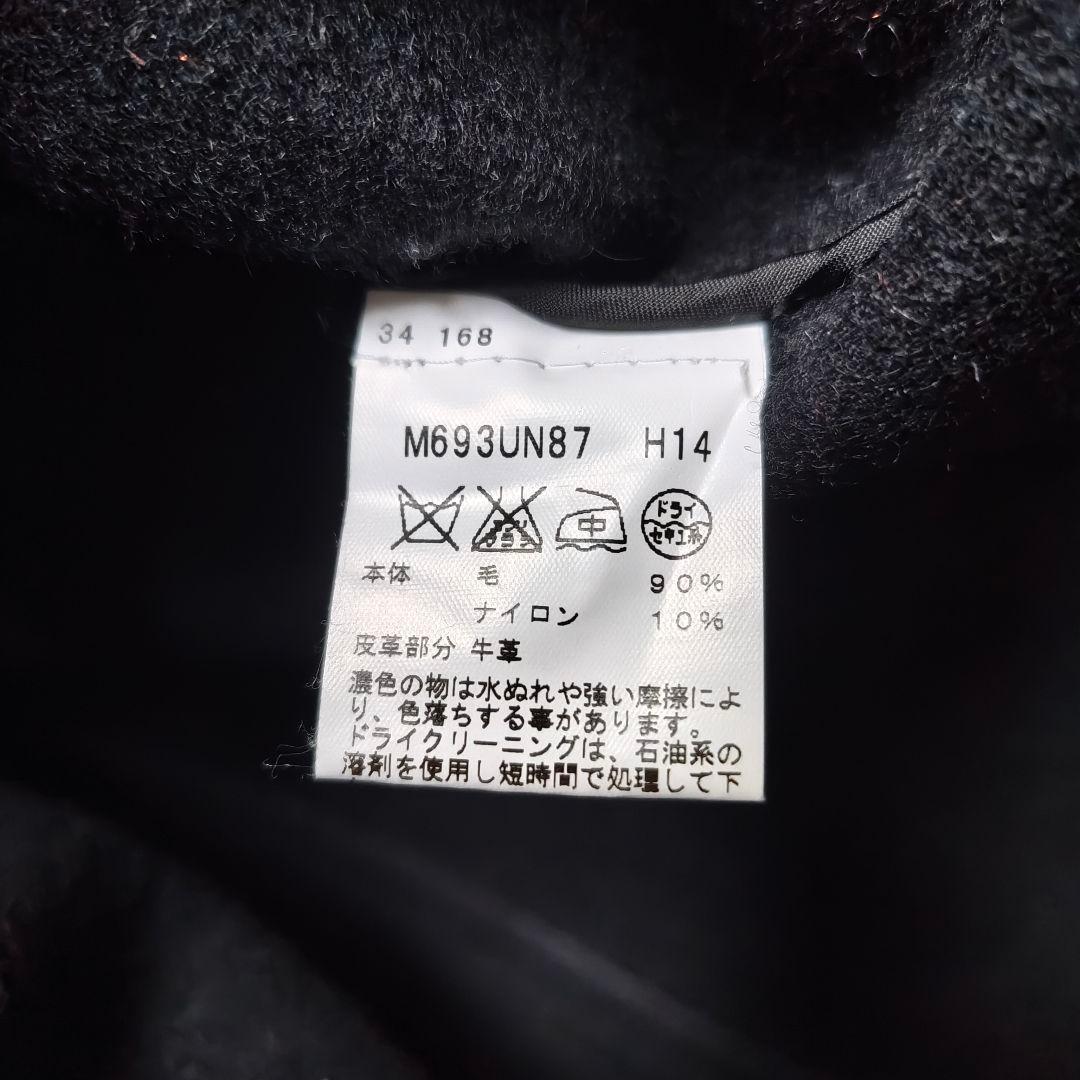 34 168
M693UN87 H14
中 ドライ
セキユ系
本体 毛 90%
ナイロン 10%
皮革部分 牛革
濃色の物は水ぬれや強い摩擦によ
り、色落ちする事があります。
ドライクリーニングは、石油系の
溶剤を使用し短時間で処理して下